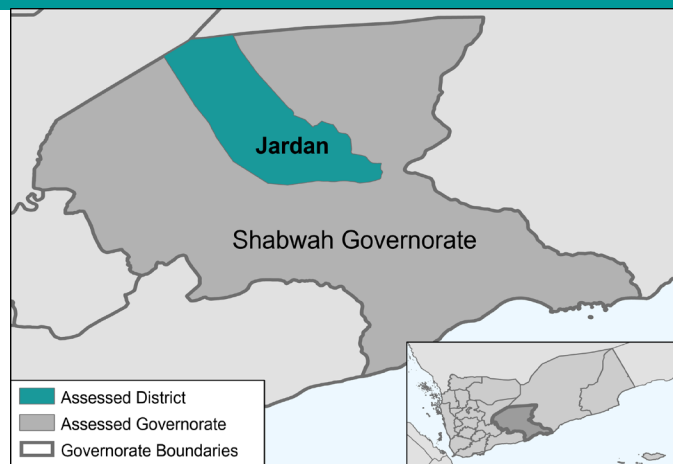 Jardan
Shabwah Governorate
Assessed District
Assessed Governorate
Governorate Boundaries